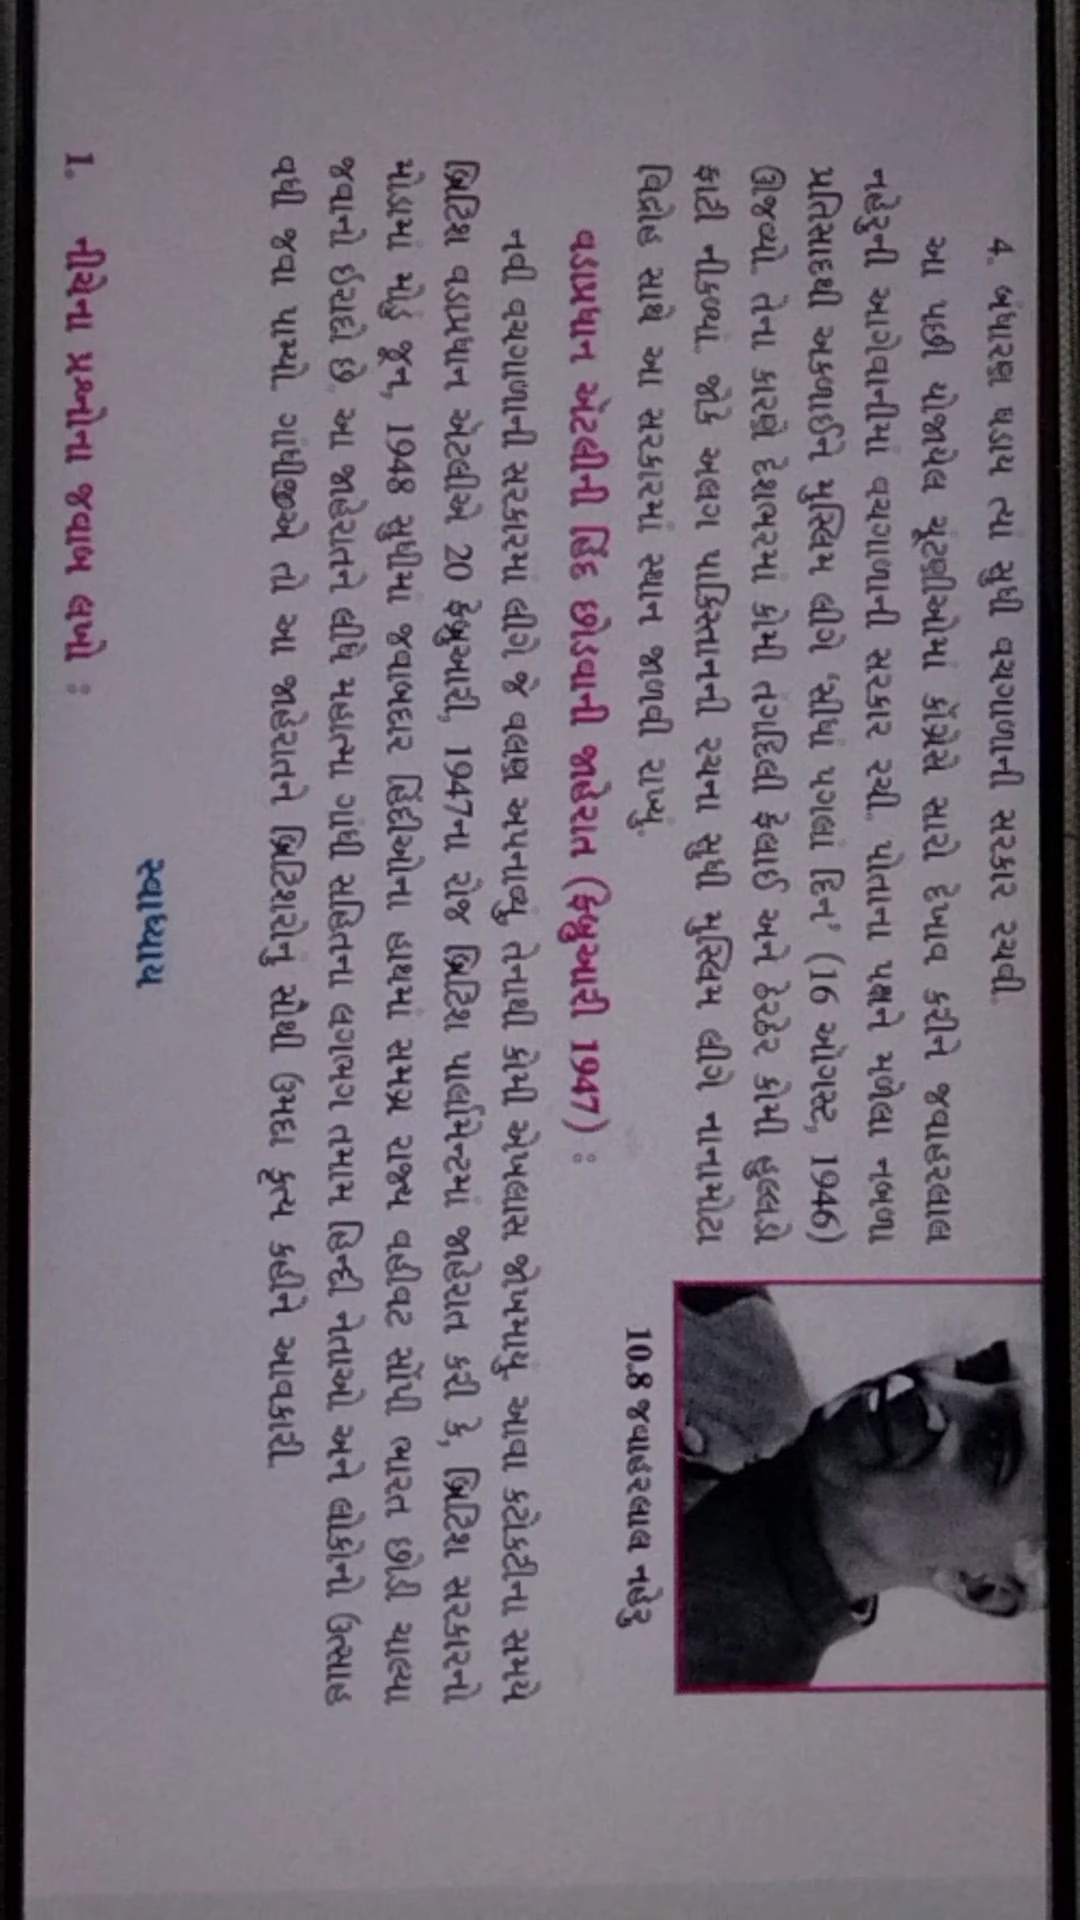 4. બંધારણ ઘડાય ત્યાં સુધી વચગાળાની સરકાર રચવી.
આ પછી યોજાયેલ ચૂંટણીઓમાં કૉંગ્રેસે સારો દેખાવ કરીને જવાહરલાલ
નહેરુની આગેવાનીમાં વચગાળાની સરકાર રચી. પોતાના પક્ષને મળેલા નબળા
પ્રતિસાદથી અકળાઈને મુસ્લિમ લીગે 'સીધાં પગલાં દિન' (16 ઑગસ્ટ, 1946)
ઊજવ્યો. તેના કારણે દેશભરમાં કોમી તંગદિલી ફેલાઈ અને ઠેરઠેર કોમી હુલ્લડો
ફાટી નીકળ્યાં. જોકે અલગ પાકિસ્તાનની રચના સુધી મુસ્લિમ લીગે નાનામોટા
વિદ્રોહ સાથે આ સરકારમાં સ્થાન જાળવી રાખ્યું.
10.8 જવાહરલાલ નહેરુ
વડાપ્રધાન એટલીની હિંદ છોડવાની જાહેરાત (ફેબ્રુઆરી 1947) :
નવી વચગાળાની સરકારમાં લીગે જે વલણ અપનાવ્યું તેનાથી કોમી એખલાસ જોખમાયું. આવા કટોકટીના સમયે
બ્રિટિશ વડાપ્રધાન એટલીએ 20 ફેબ્રુઆરી, 1947ના રોજ બ્રિટિશ પાર્લામેન્ટમાં જાહેરાત કરી કે, બ્રિટિશ સરકારનો
મોડામાં મોડું જૂન, 1948 સુધીમાં જવાબદાર હિંદીઓના હાથમાં સમગ્ર રાજ્ય વહીવટ સોંપી ભારત છોડી ચાલ્યા
જવાનો ઈરાદો છે. આ જાહેરાતને લીધે મહાત્મા ગાંધી સહિતના લગભગ તમામ હિન્દી નેતાઓ અને લોકોનો ઉત્સાહ
વધી જવા પામ્યો. ગાંધીજીએ તો આ જાહેરાતને બ્રિટિશરોનું સૌથી ઉમદા કૃત્ય કહીને આવકારી.
સ્વાધ્યાય
1. નીચેના પ્રશ્નોના જવાબ લખો :